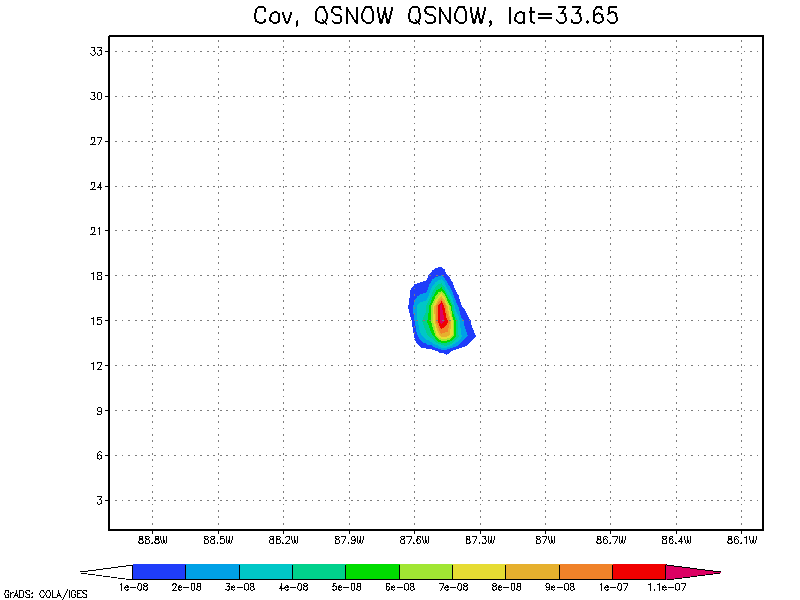 Cov, QSNOW QSNOW, lat=33.65
33
30
27
24
21
18
15
12
9
6
3
88.8W 88.5W 88.2W 87.9W 87.6W 87.3W 87W 86.7W 86.4W 86.1W
1e-08 2e-08 3e-08 4e-08 5e-08 6e-08 7e-08 8e-08 9e-08 1e-07 1.1e-07
GrADS: COLA/IGES